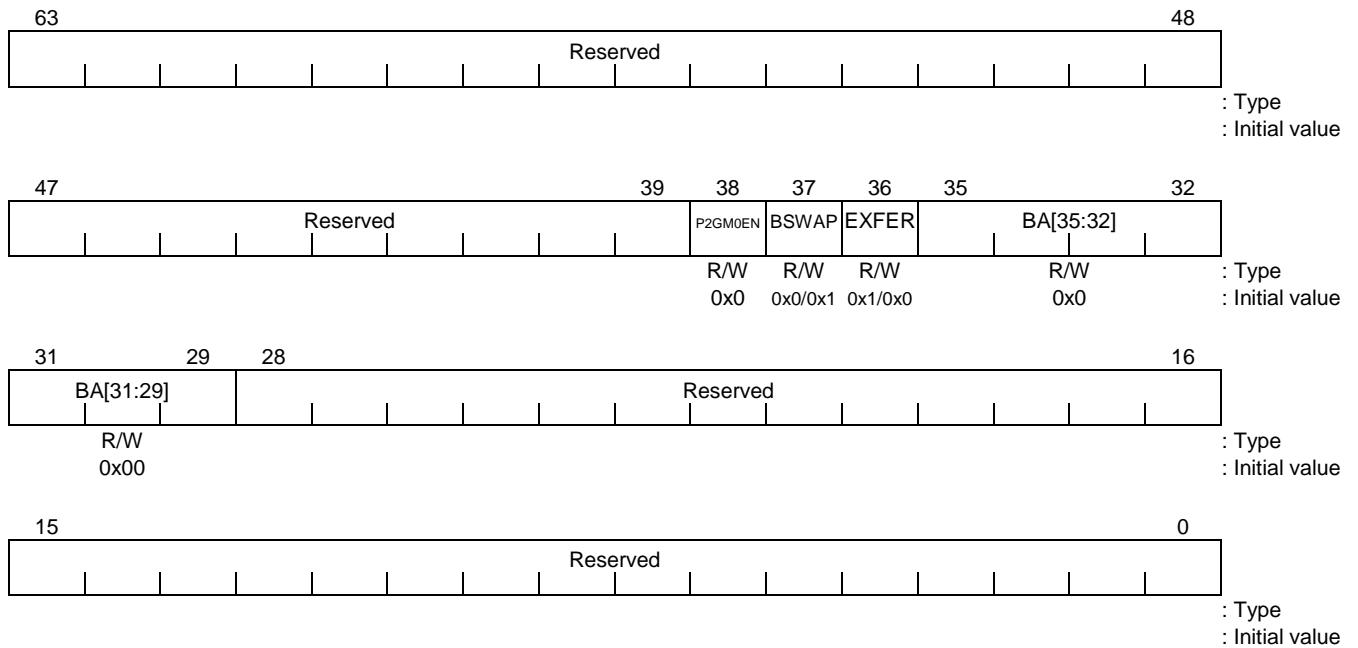 63 48
Reserved
: Type
: Initial value
47 39 38 37 36 35 32
Reserved P2GM0EN BSWAP EXFER BA[35:32]
R/W R/W R/W R/W : Type
0x0 0x0/0x1 0x1/0x0 0x0 : Initial value
31 29 28 16
BA[31:29] Reserved
R/W : Type
0x00 : Initial value
15 0
Reserved
: Type
: Initial value